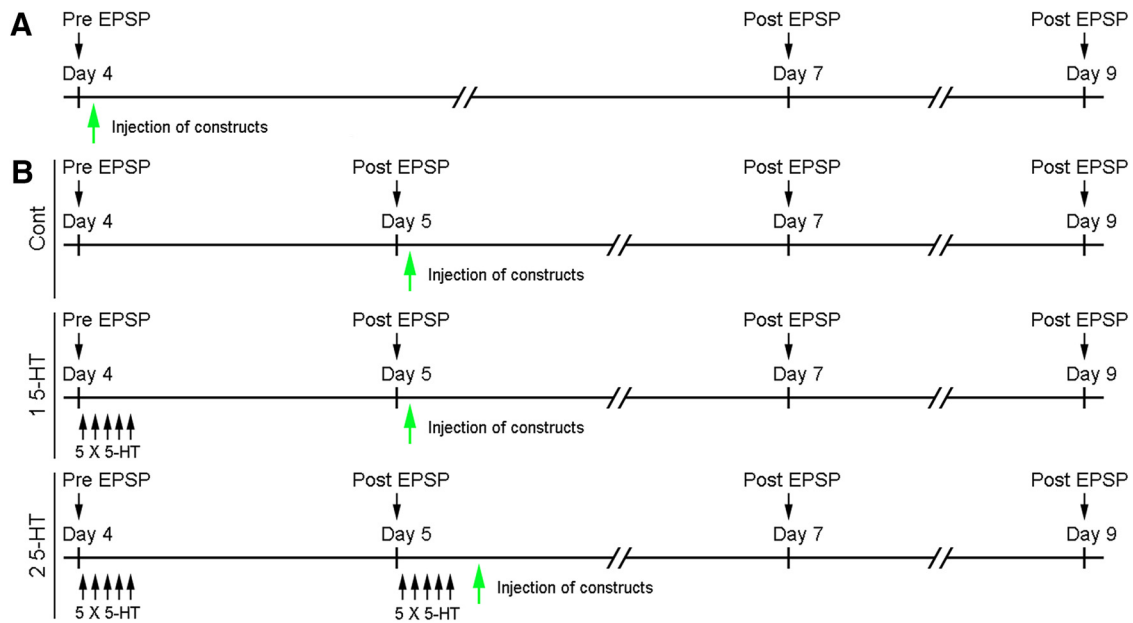 A
Pre EPSP Post EPSP Post EPSP
Day 4 Day 7 Day 9
Injection of constructs
B
Cont
Pre EPSP Post EPSP Post EPSP Post EPSP
Day 4 Day 5 Day 7 Day 9
Injection of constructs
1 5-HT
Pre EPSP Post EPSP Post EPSP Post EPSP
Day 4 Day 5 Day 7 Day 9
Injection of constructs
5 X 5-HT
2 5-HT
Pre EPSP Post EPSP Post EPSP Post EPSP
Day 4 Day 5 Day 7 Day 9
Injection of constructs
5 X 5-HT 5 X 5-HT